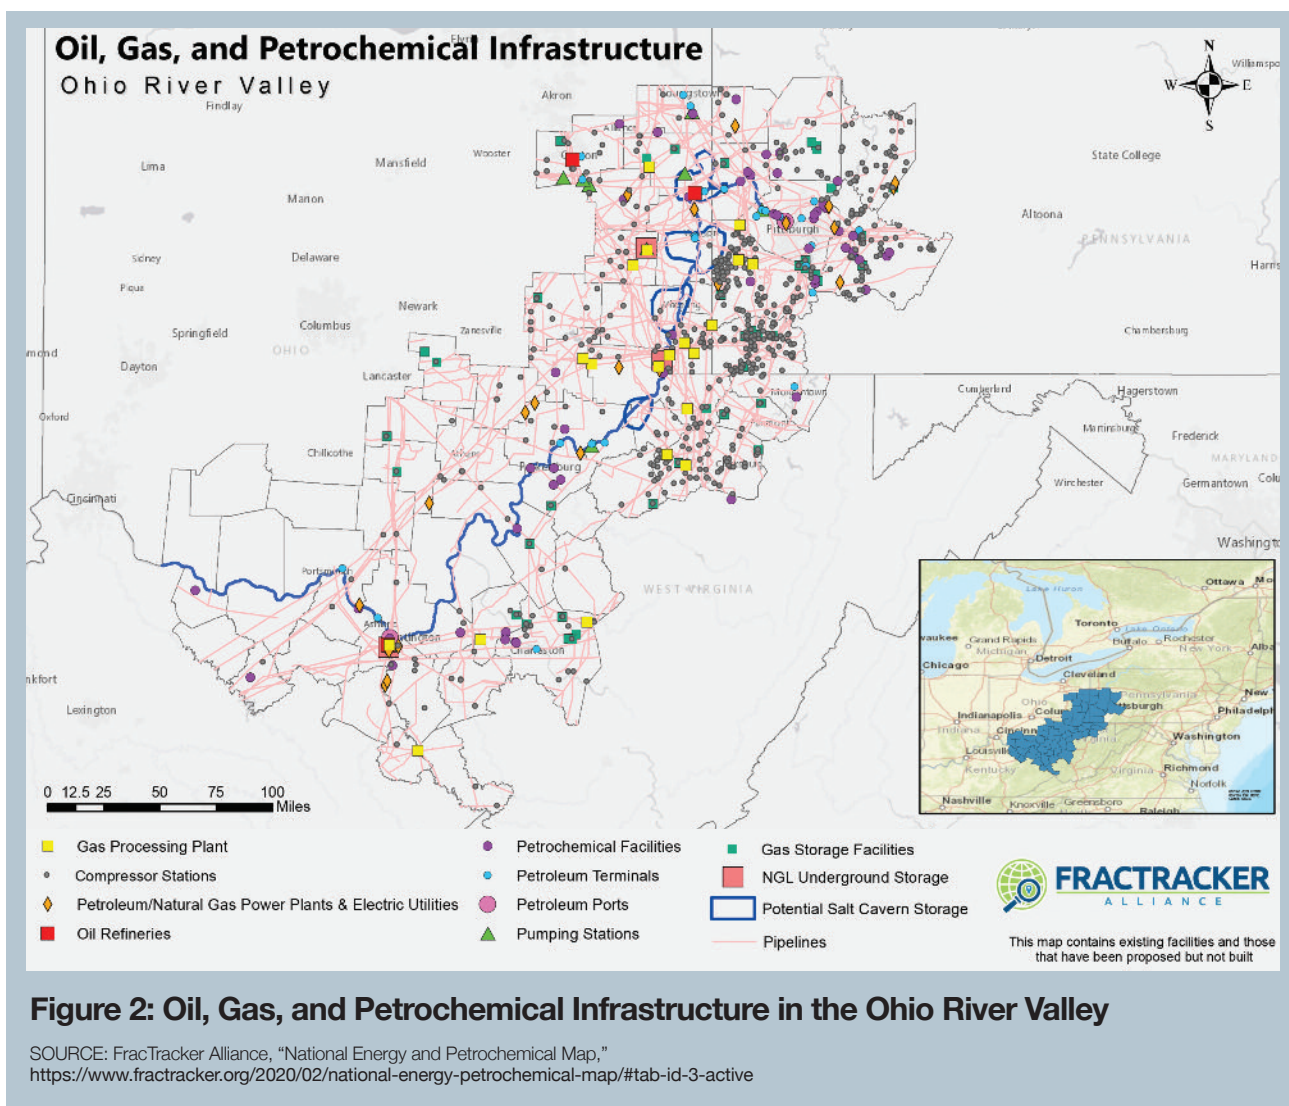 Oil, Gas, and Petrochemical Infrastructure
Ohio River Valley
N
W
E
S
Findlay
Akron
Youngstown
Lima
Mansfield
Wooster
State College
Marion
Altoona
Pittsburgh
PENNSYLVANIA
Sidney
Delaware
Piqua
Newark
Springfield
Columbus
Zanesville
OHIO
Chambersburg
Dayton
Lancaster
Cumberland
Hagerstown
Oxford
Martinsburg
Frederick
Chillicothe
MARYLAND
Winchester
Germantown
Cincinnati
Portsmouth
WEST VIRGINIA
Charleston
Lexington
0 12.5 25 50 75 100
Miles
Ottawa
Lake Huron
Toronto
Lake Ontario
Grand Rapids
Buffalo
Rochester
Michigan
New York
Detroit
Chicago
Cleveland
Ohio
Indianapolis
Indiana
Washington
Kentucky
Virginia
Richmond
Norfolk
Nashville
Knoxville
Greensboro
Raleigh
Gas Processing Plant
Compressor Stations
Petroleum/Natural Gas Power Plants & Electric Utilities
Oil Refineries
Petrochemical Facilities
Petroleum Terminals
Petroleum Ports
Pumping Stations
Gas Storage Facilities
NGL Underground Storage
Potential Salt Cavern Storage
Pipelines
FRACTRACKER
ALLIANCE
This map contains existing facilities and those
that have been proposed but not built
Figure 2: Oil, Gas, and Petrochemical Infrastructure in the Ohio River Valley
SOURCE: FracTracker Alliance, “National Energy and Petrochemical Map,”
https://www.fractracker.org/2020/02/national-energy-petrochemical-map/#tab-id-3-active